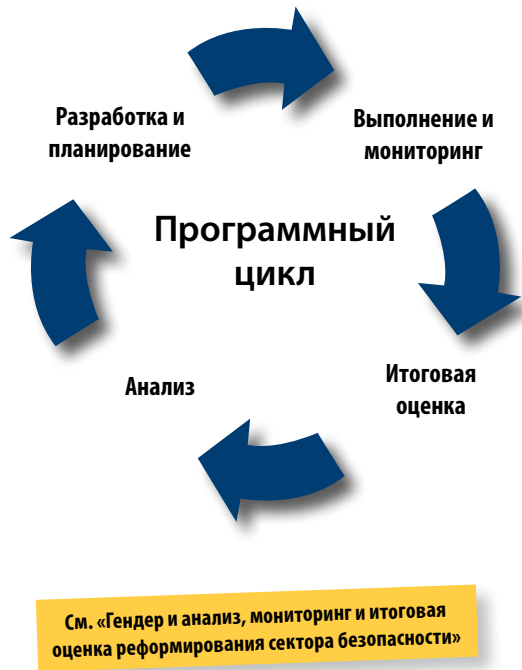 Разработка и
планирование
Выполнение и
мониторинг
Программный
цикл
Анализ
Итоговая
оценка
См. «Гендер и анализ, мониторинг и итоговая
оценка реформирования сектора безопасности»